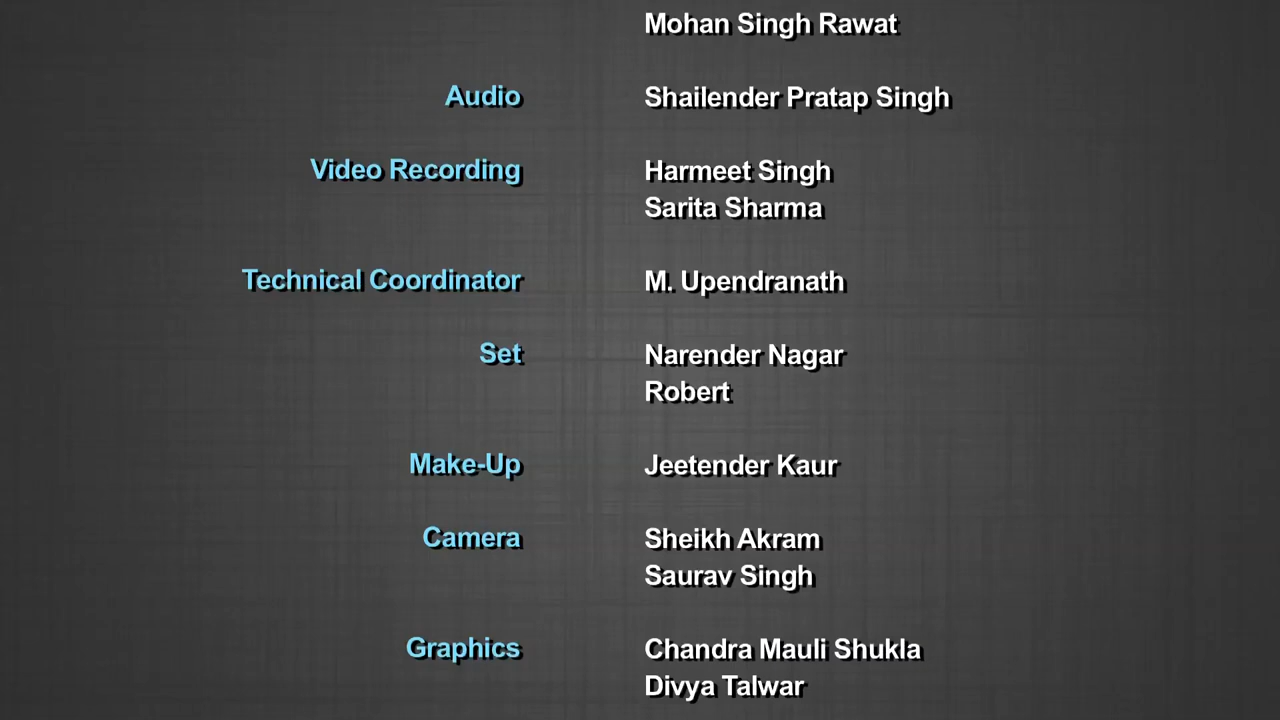 Mohan Singh Rawat
Audio Shailender Pratap Singh
Video Recording Harmeet Singh
Sarita Sharma
Technical Coordinator M. Upendranath
Set Narender Nagar
Robert
Make-Up Jeetender Kaur
Camera Sheikh Akram
Saurav Singh
Graphics Chandra Mauli Shukla
Divya Talwar